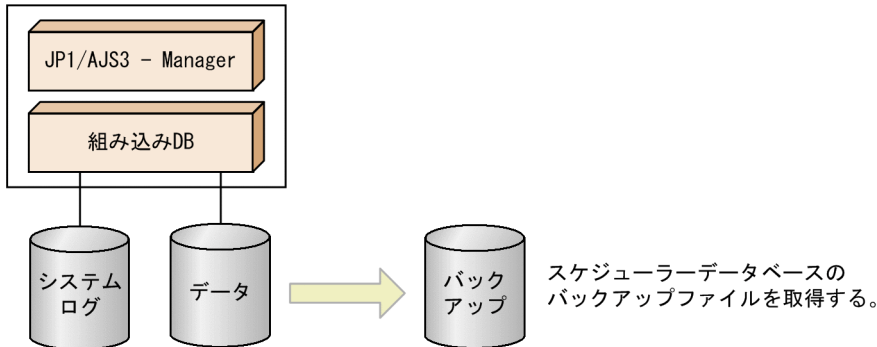 JP1/AJS3 - Manager
組み込みDB
システム
ログ
データ
バック
アップ
スケジューラーデータベースの
バックアップファイルを取得する。